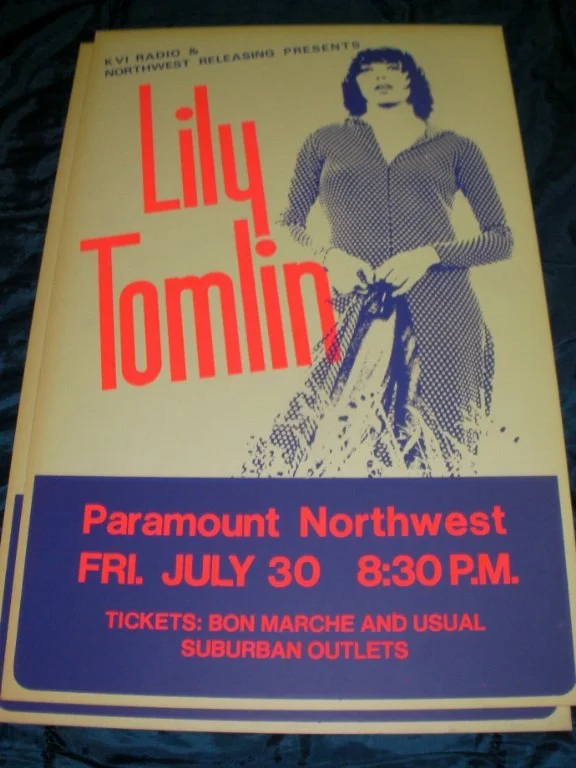 KVI RADIO &
NORTHWEST RELEASING PRESENTS
Lily
Tomlin
Paramount Northwest
FRI. JULY 30 8:30 P.M.
TICKETS: BON MARCHE AND USUAL
SUBURBAN OUTLETS